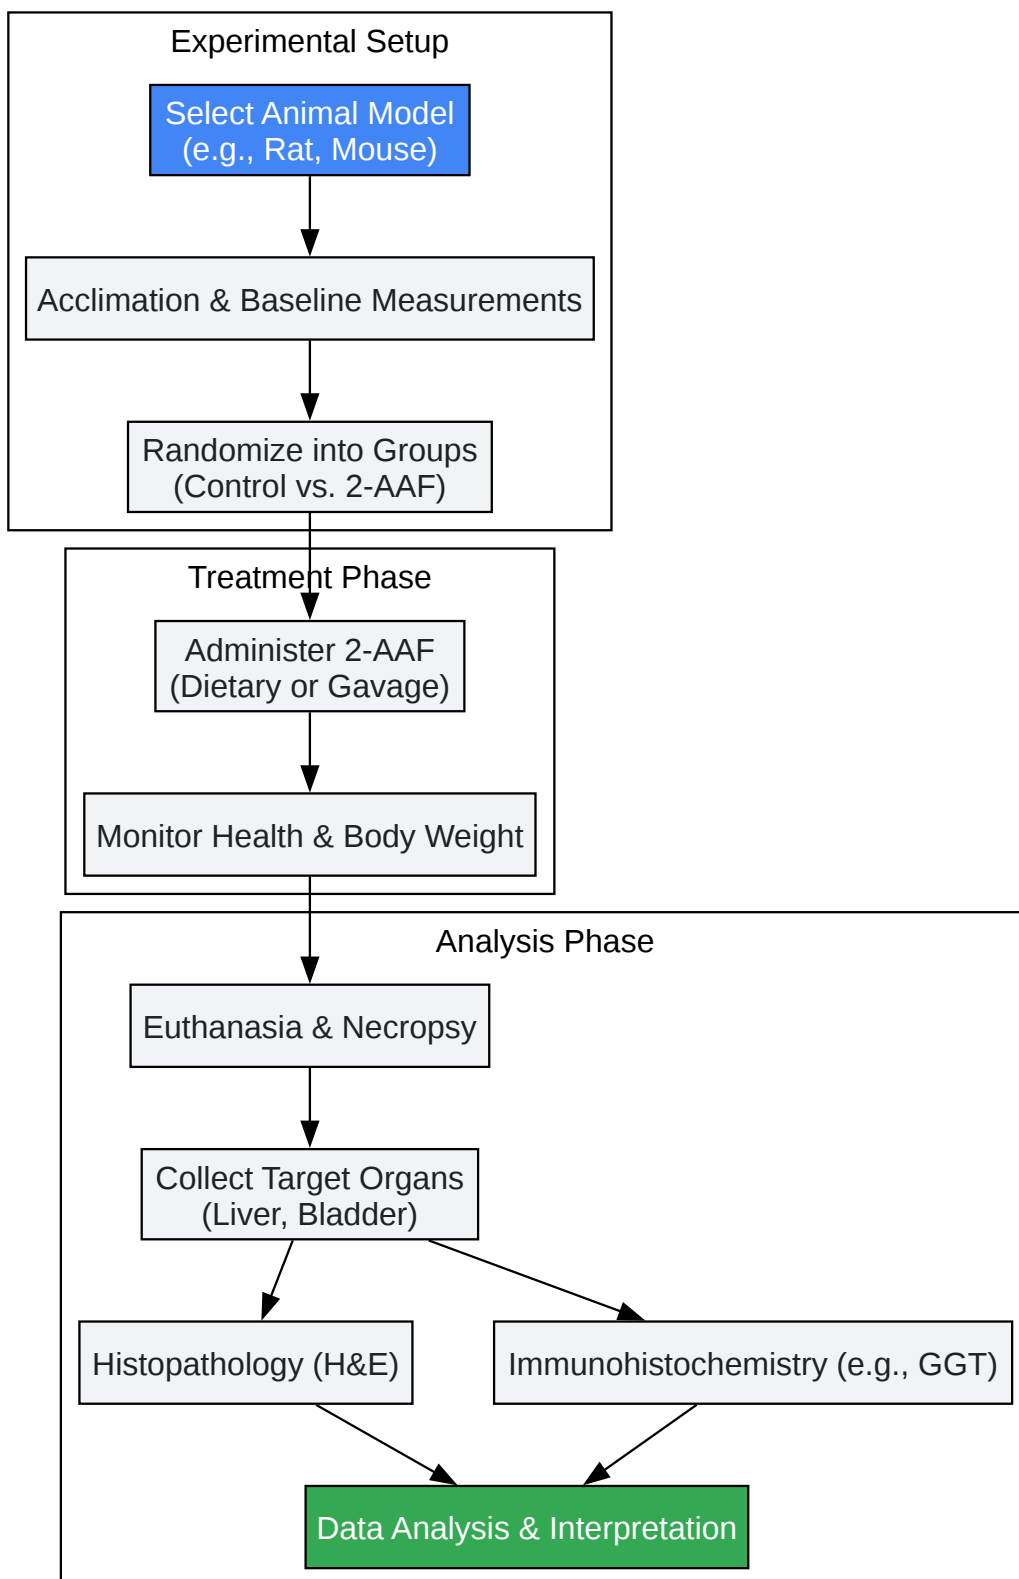 Experimental Setup
Select Animal Model
(e.g., Rat, Mouse)
Acclimation & Baseline Measurements
Randomize into Groups
(Control vs. 2-AAF)
Treatment Phase
Administer 2-AAF
(Dietary or Gavage)
Monitor Health & Body Weight
Analysis Phase
Euthanasia & Necropsy
Collect Target Organs
(Liver, Bladder)
Histopathology (H&E)
Immunohistochemistry (e.g., GGT)
Data Analysis & Interpretation